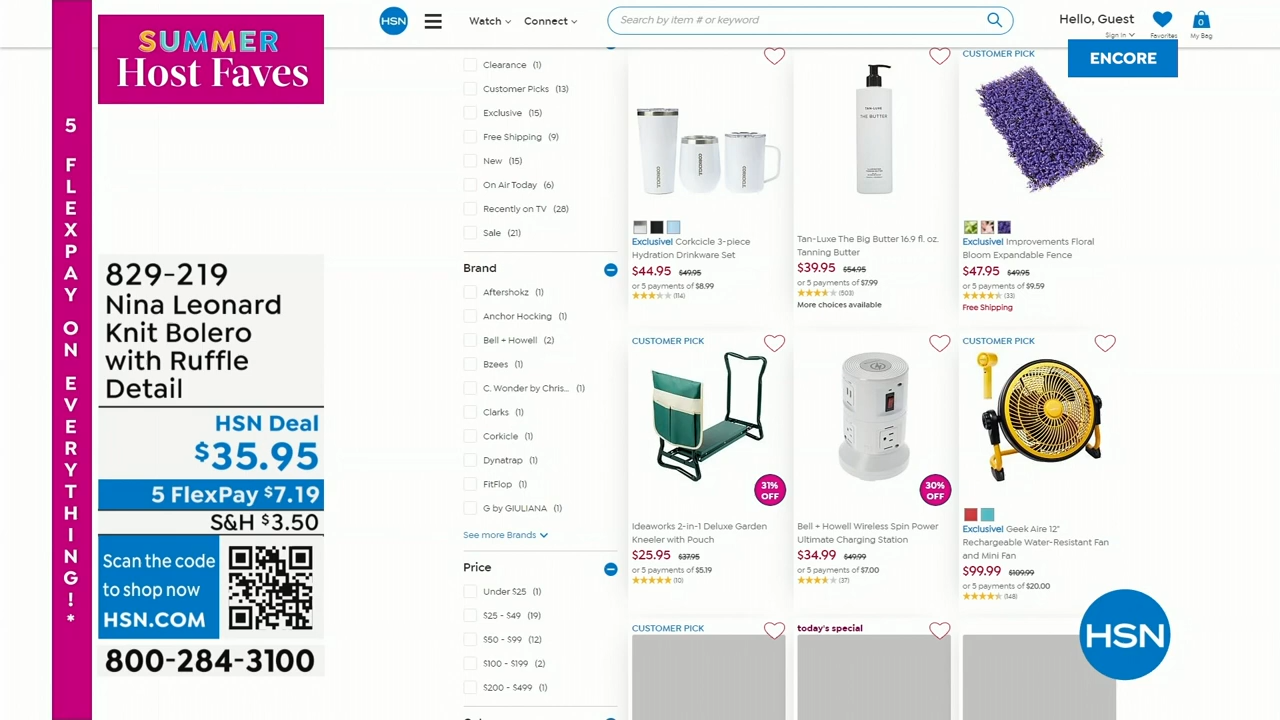 SUMMER
Host Faves
5 FLEXPAY ON EVERYTHING!*
829-219
Nina Leonard
Knit Bolero
with Ruffle
Detail
HSN Deal
$35.95
5 FlexPay $7.19
S&H $3.50
Scan the code
to shop now
HSN.COM
800-284-3100
HSN
Watch
Connect
Search by item # or keyword
Hello, Guest
Sign In
Favorites
0
My Bag
ENCORE
Clearance (1)
Customer Picks (13)
Exclusive (15)
Free Shipping (9)
New (15)
On Air Today (6)
Recently on TV (28)
Sale (21)
Brand
Aftershokz (1)
Anchor Hocking (1)
Bell + Howell (2)
Bzees (1)
C. Wonder by Chris... (1)
Clarks (1)
Corkcicle (1)
Dynatrap (1)
FitFlop (1)
G by GIULIANA (1)
See more Brands
Price
Under $25 (1)
$25 - $49 (19)
$50 - $99 (12)
$100 - $199 (2)
$200 - $499 (1)
CORKCICLE.
CORKCICLE.
CORKCICLE.
Exclusive! Corkcicle 3-piece
Hydration Drinkware Set
$44.95 $49.95
or 5 payments of $8.99
(114)
TAN-LUXE
THE BUTTER
Tan-Luxe The Big Butter 16.9 fl. oz.
Tanning Butter
$39.95 $54.95
or 5 payments of $7.99
(503)
More choices available
CUSTOMER PICK
Exclusive! Improvements Floral
Bloom Expandable Fence
$47.95 $49.95
or 5 payments of $9.59
(33)
Free Shipping
CUSTOMER PICK
31%
OFF
Ideaworks 2-in-1 Deluxe Garden
Kneeler with Pouch
$25.95 $37.95
or 5 payments of $5.19
(10)
30%
OFF
Bell + Howell Wireless Spin Power
Ultimate Charging Station
$34.99 $49.99
or 5 payments of $7.00
(37)
CUSTOMER PICK
Exclusive! Geek Aire 12"
Rechargeable Water-Resistant Fan
and Mini Fan
$99.99 $109.99
or 5 payments of $20.00
(148)
CUSTOMER PICK
today's special
HSN